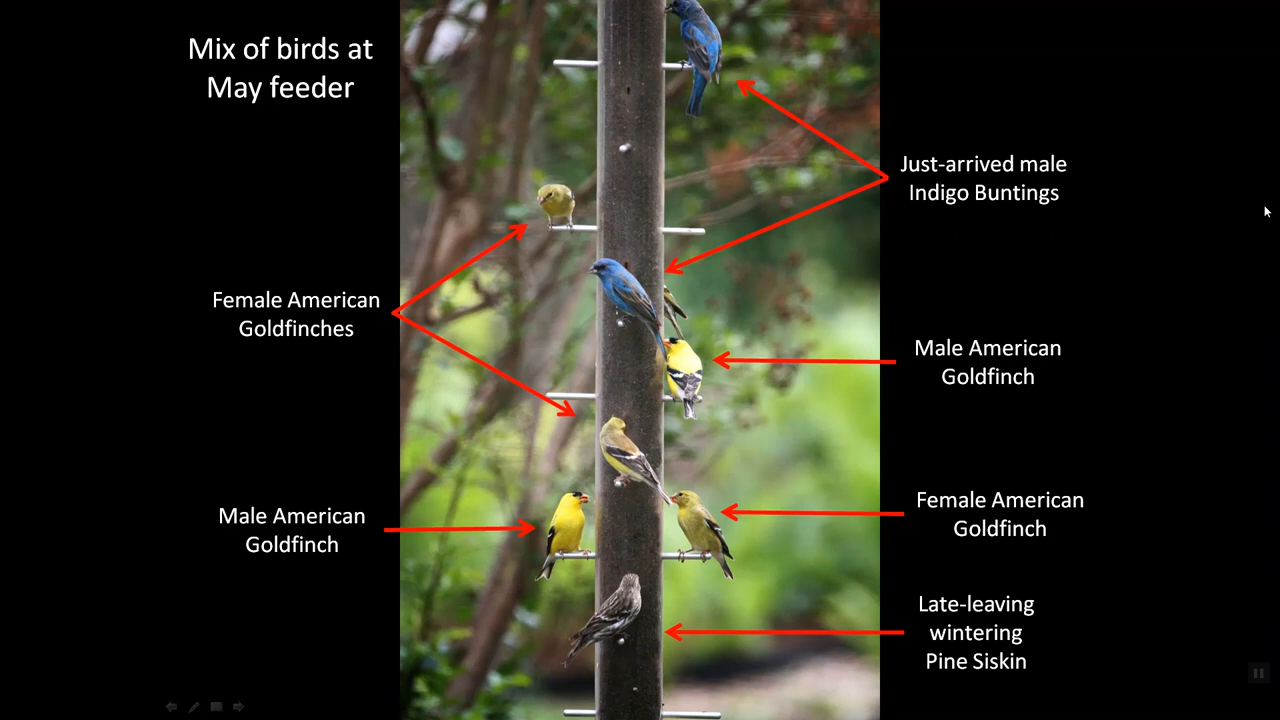 Mix of birds at
May feeder
Just-arrived male
Indigo Buntings
Female American
Goldfinches
Male American
Goldfinch
Male American
Goldfinch
Female American
Goldfinch
Late-leaving
wintering
Pine Siskin